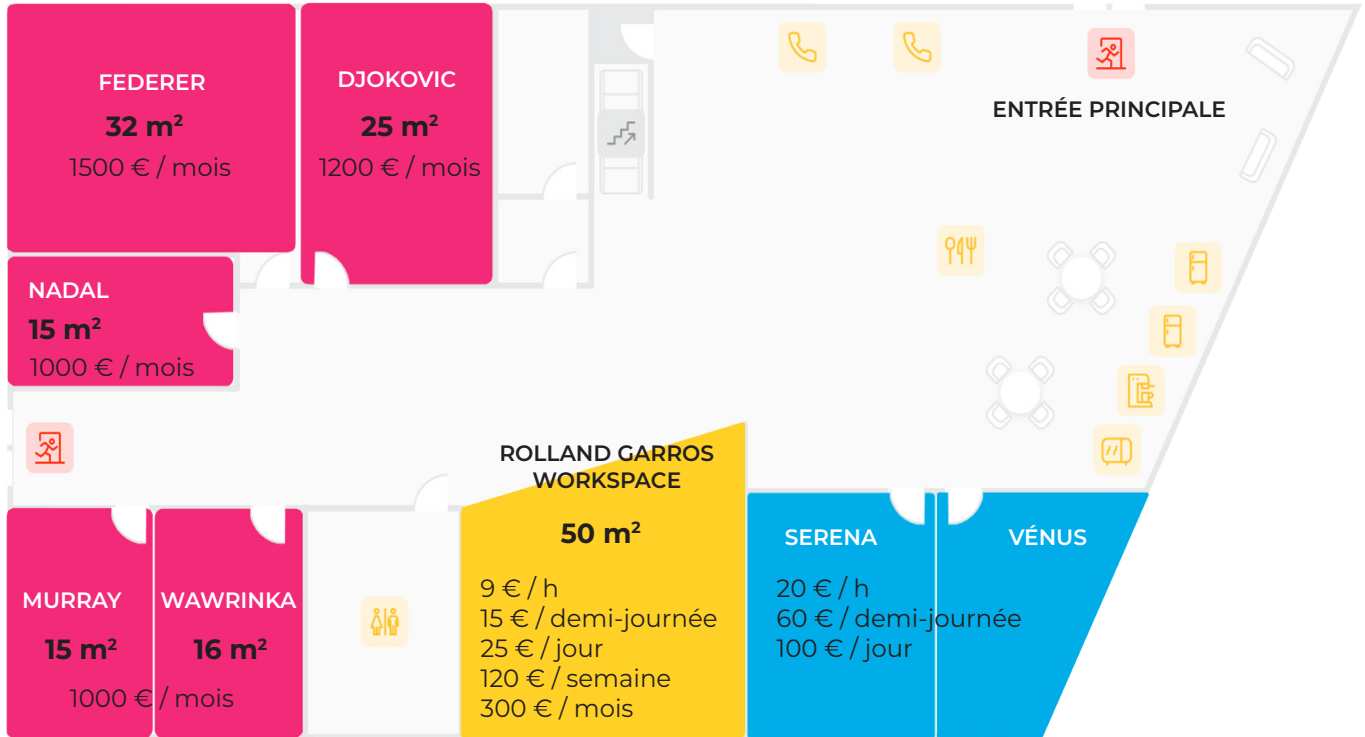 FEDERER
32 m²
1500 € / mois
DJOKOVIC
25 m²
1200 € / mois
ENTRÉE PRINCIPALE
NADAL
15 m²
1000 € / mois
ROLLAND GARROS
WORKSPACE
50 m²
9 € / h
15 € / demi-journée
25 € / jour
120 € / semaine
300 € / mois
MURRAY
15 m²
WAWRINKA
16 m²
1000 € / mois
SERENA
VÉNUS
20 € / h
60 € / demi-journée
100 € / jour